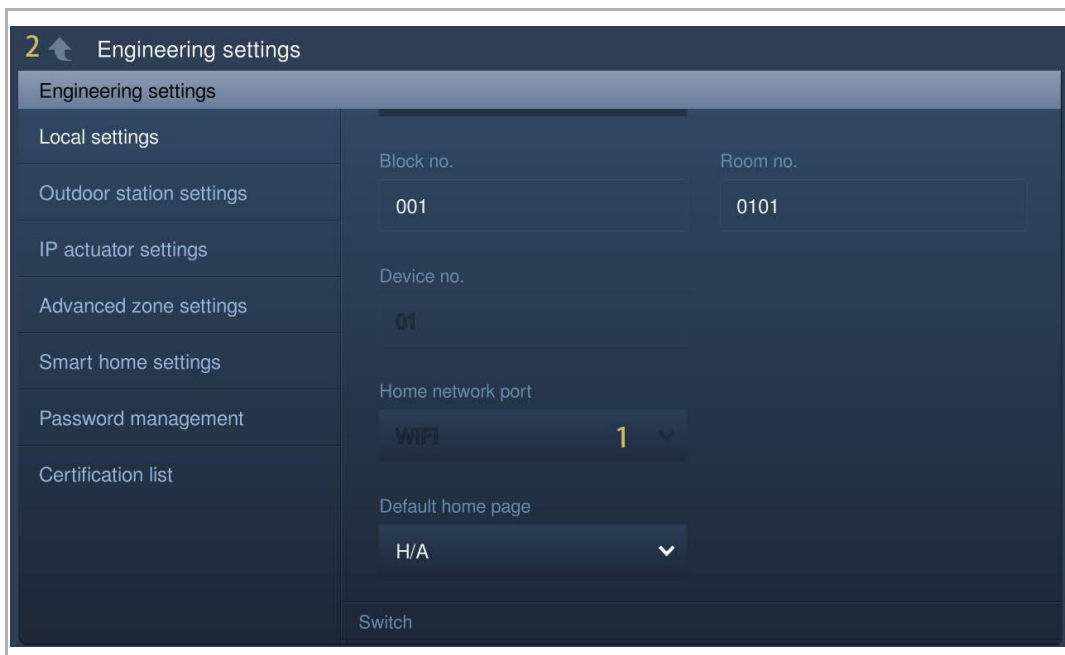 2 Engineering settings
Engineering settings
Local settings
Outdoor station settings
IP actuator settings
Advanced zone settings
Smart home settings
Password management
Certification list
Block no. Room no.
001 0101
Device no.
01
Home network port
WIFI 1
Default home page
H/A
Switch